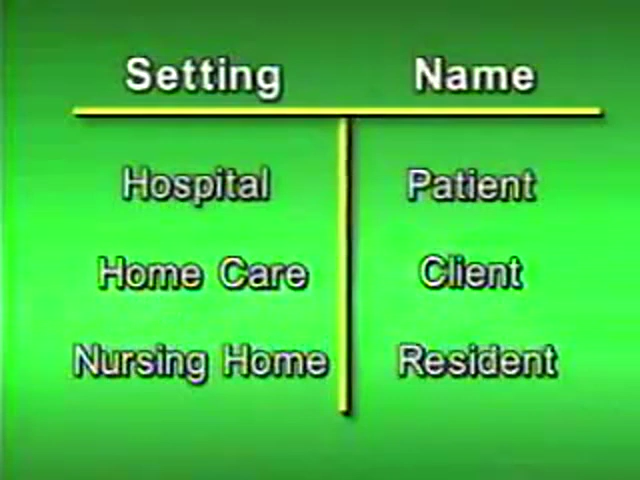 Setting Name
Hospital Patient
Home Care Client
Nursing Home Resident